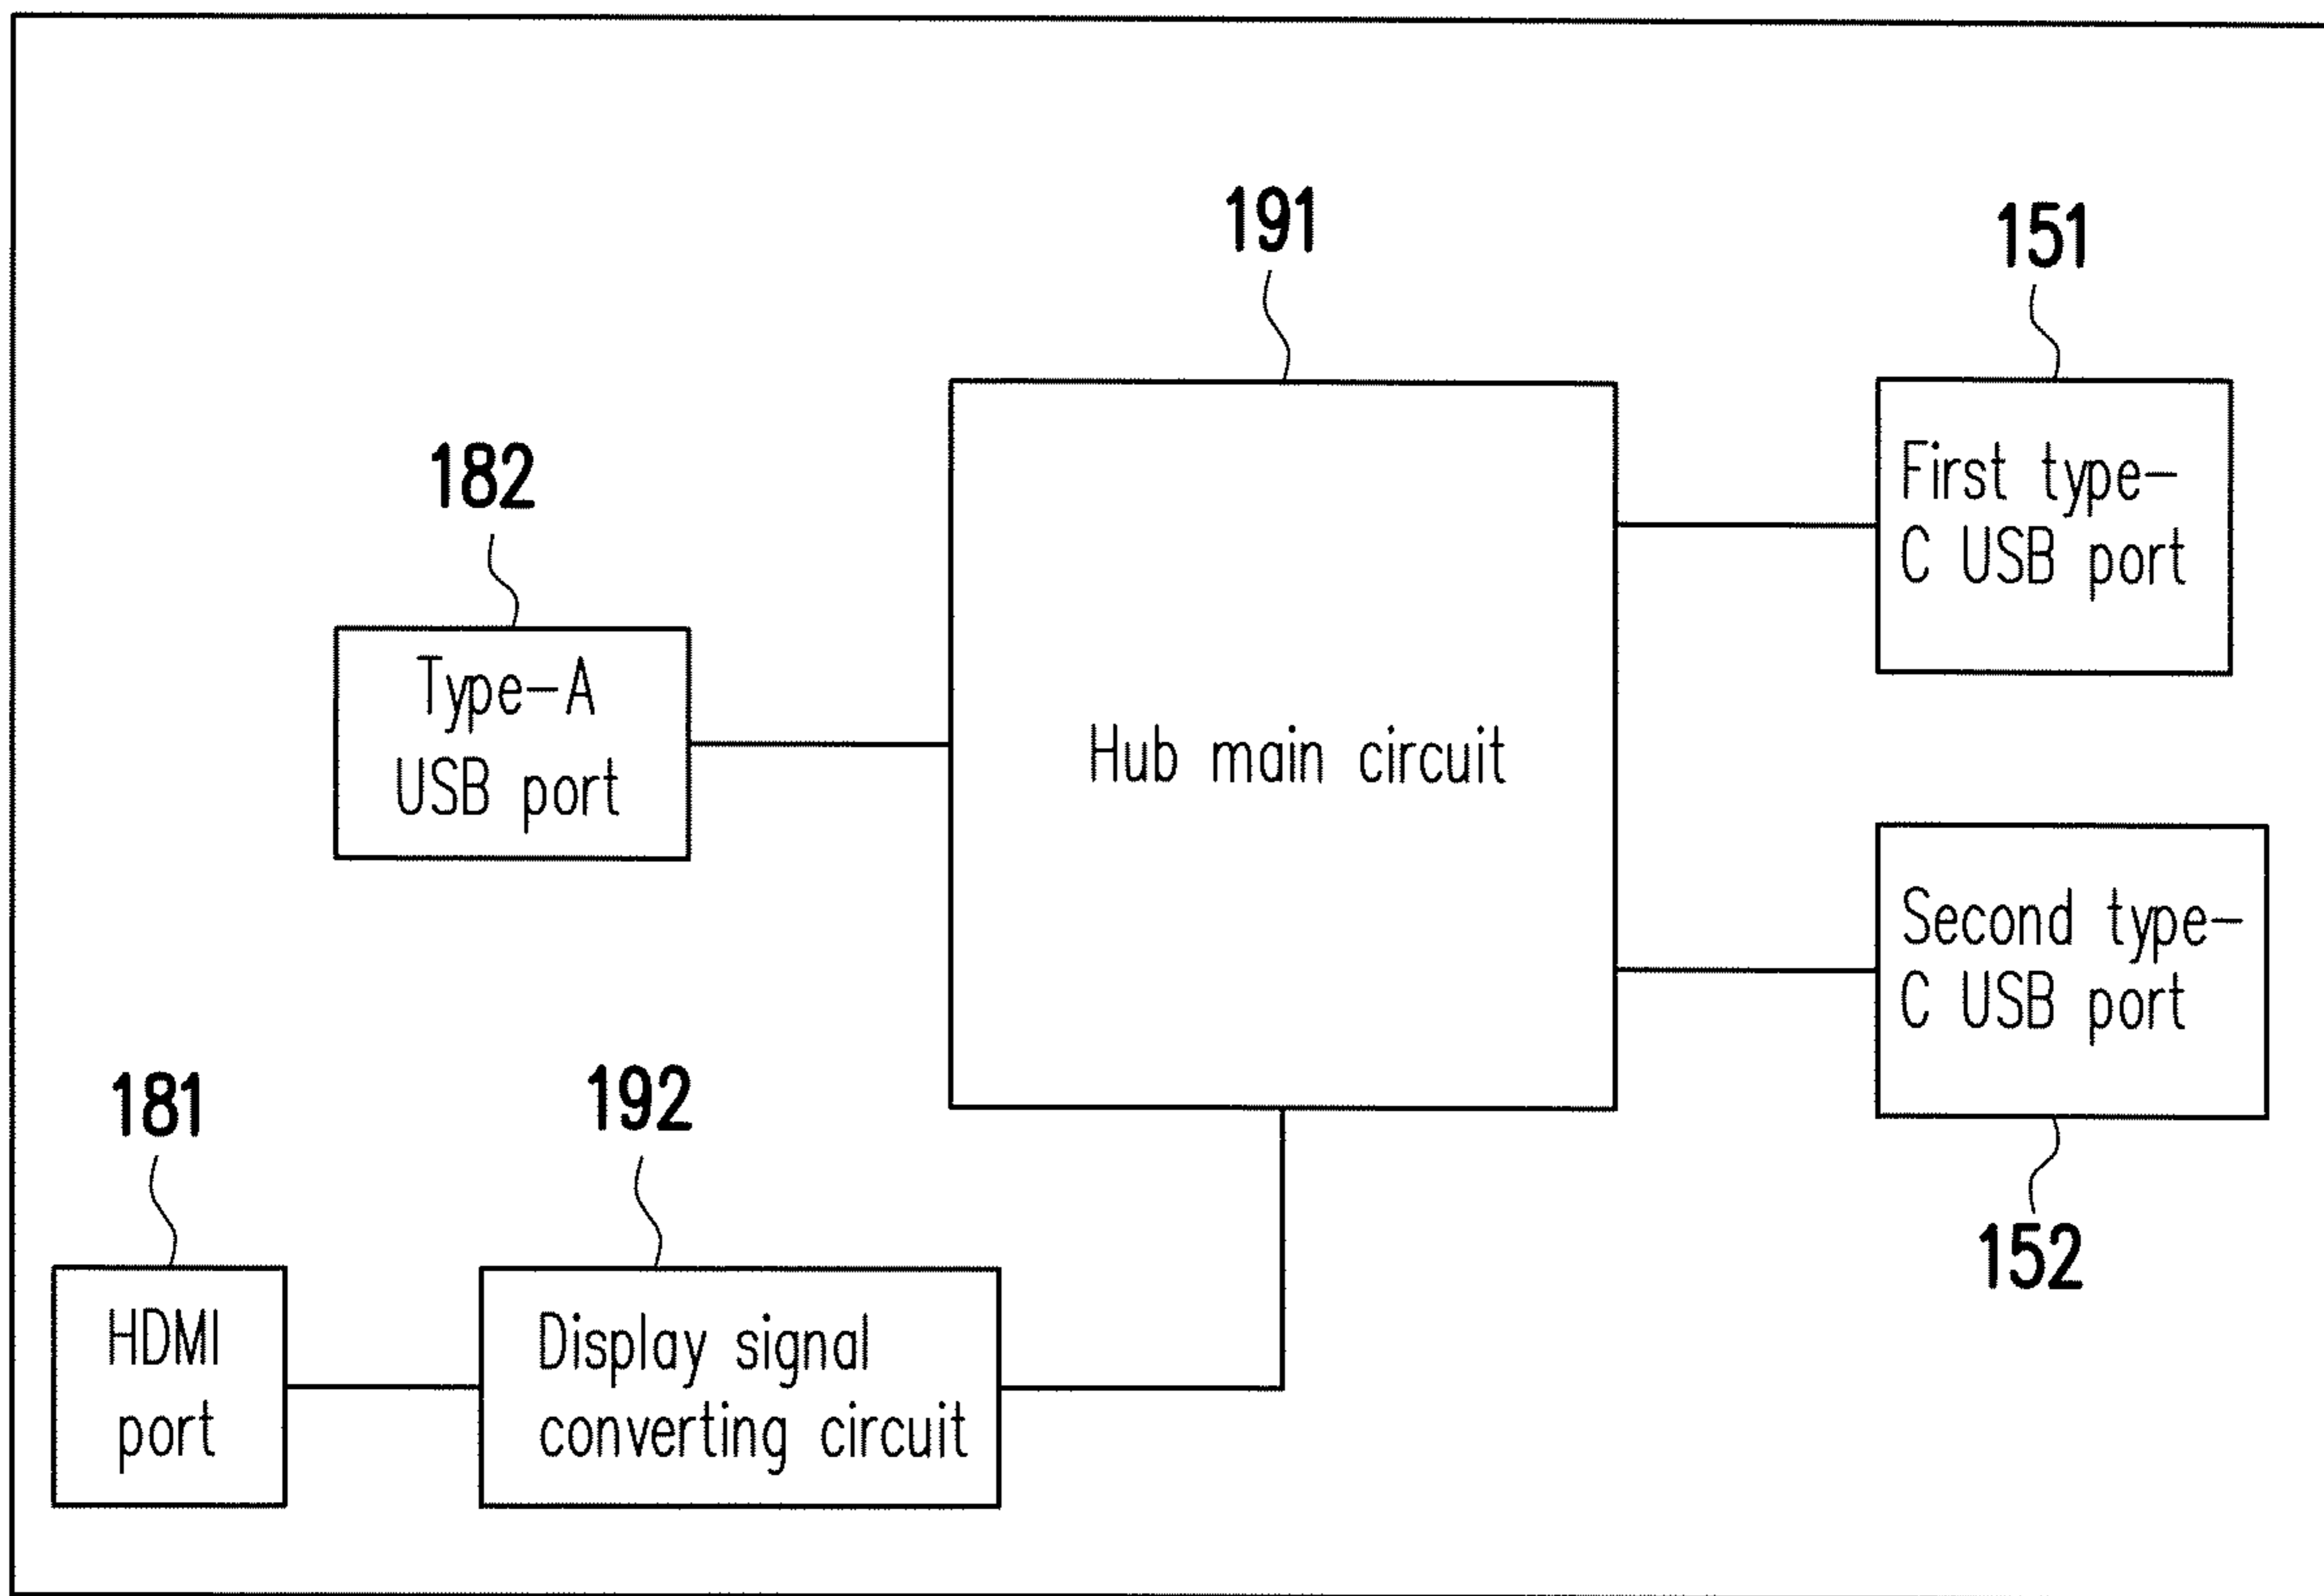 191
151
182
First type-
C USB port
Type-A
USB port
Hub main circuit
Second type-
C USB port
181
192
152
HDMI
port
Display signal
converting circuit